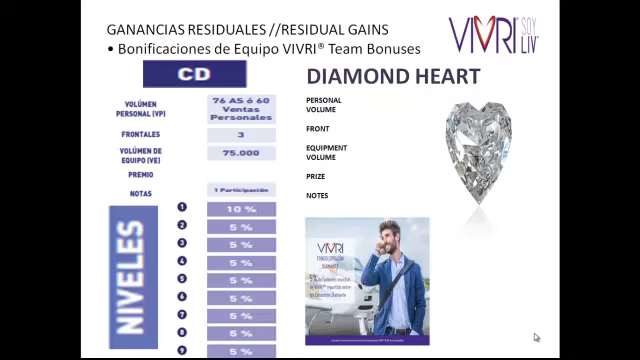 GANANCIAS RESIDUALES //RESIDUAL GAINS
• Bonificaciones de Equipo VIVRI® Team Bonuses
VIVRI SOY LIV
CD
DIAMOND HEART
VOLÚMEN
PERSONAL (VP)
76 AS ó 60
Ventas
Personales
FRONTALES
3
VOLÚMEN DE
EQUIPO (VE)
75.000
PREMIO
NOTAS
1 Participación
NIVELES
1 10 %
2 5 %
3 5 %
4 5 %
5 5 %
6 5 %
7 5 %
8 5 %
9 5 %
PERSONAL
VOLUME
FRONT
EQUIPMENT
VOLUME
PRIZE
NOTES
VIVRI
FONDO CORAZÓN
DIAMANTE